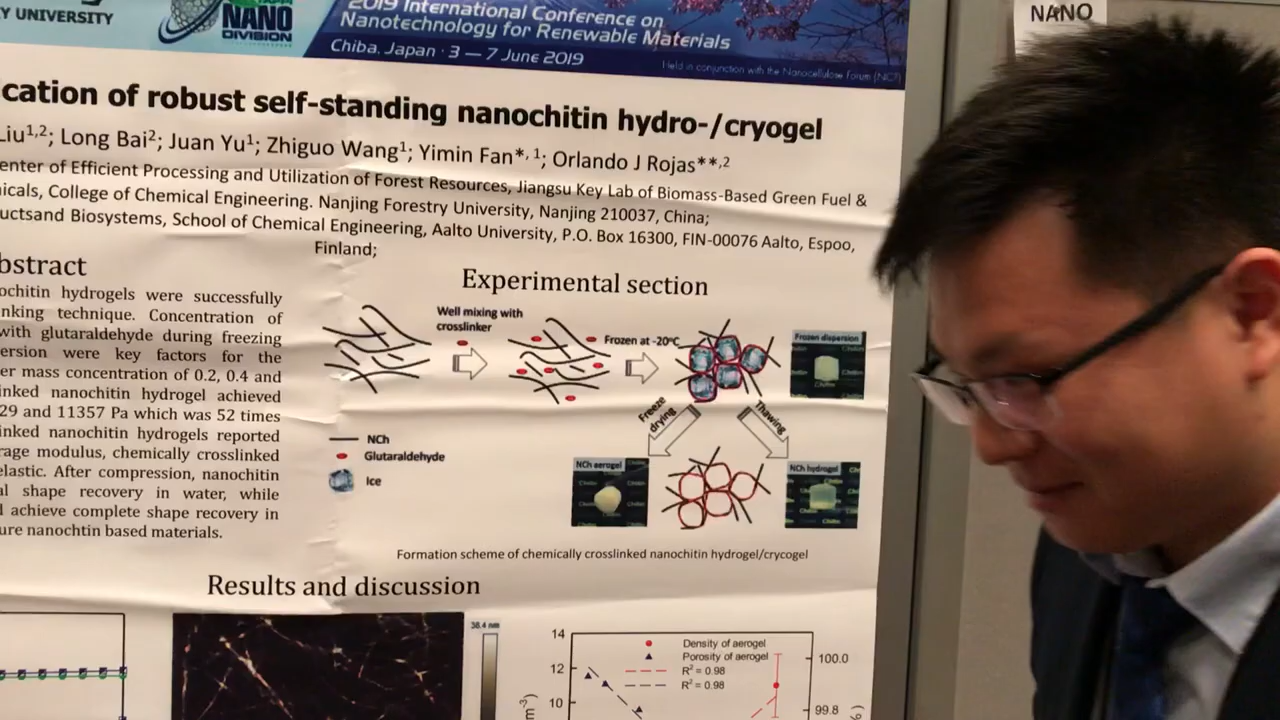 Y UNIVERSITY
NANO
DIVISION
2019 International Conference on
Nanotechnology for Renewable Materials
Chiba, Japan · 3 — 7 June 2019
Held in conjunction with the Nanocellulose Forum (NCF)
NANO
cation of robust self-standing nanochitin hydro-/cryogel
Liu1,2; Long Bai2; Juan Yu1; Zhiguo Wang1; Yimin Fan*,1; Orlando J Rojas**,2
enter of Efficient Processing and Utilization of Forest Resources, Jiangsu Key Lab of Biomass-Based Green Fuel &
icals, College of Chemical Engineering. Nanjing Forestry University, Nanjing 210037, China;
uctsand Biosystems, School of Chemical Engineering, Aalto University, P.O. Box 16300, FIN-00076 Aalto, Espoo,
Finland;
bstract
ochitin hydrogels were successfully
nking technique. Concentration of
with glutaraldehyde during freezing
ersion were key factors for the
er mass concentration of 0.2, 0.4 and
inked nanochitin hydrogel achieved
29 and 11357 Pa which was 52 times
inked nanochitin hydrogels reported
rage modulus, chemically crosslinked
elastic. After compression, nanochitin
al shape recovery in water, while
l achieve complete shape recovery in
ure nanochtin based materials.
Experimental section
Well mixing with
crosslinker
Frozen at -20°C
Frozen dispersion
Freeze
drying
Thawing
NCh
Glutaraldehyde
Ice
NCh aerogel
NCh hydrogel
Formation scheme of chemically crosslinked nanochitin hydrogel/crycogel
Results and discussion
38.4 nm
14
12
10
Density of aerogel
Porosity of aerogel
R2 = 0.98
R2 = 0.98
100.0
99.8